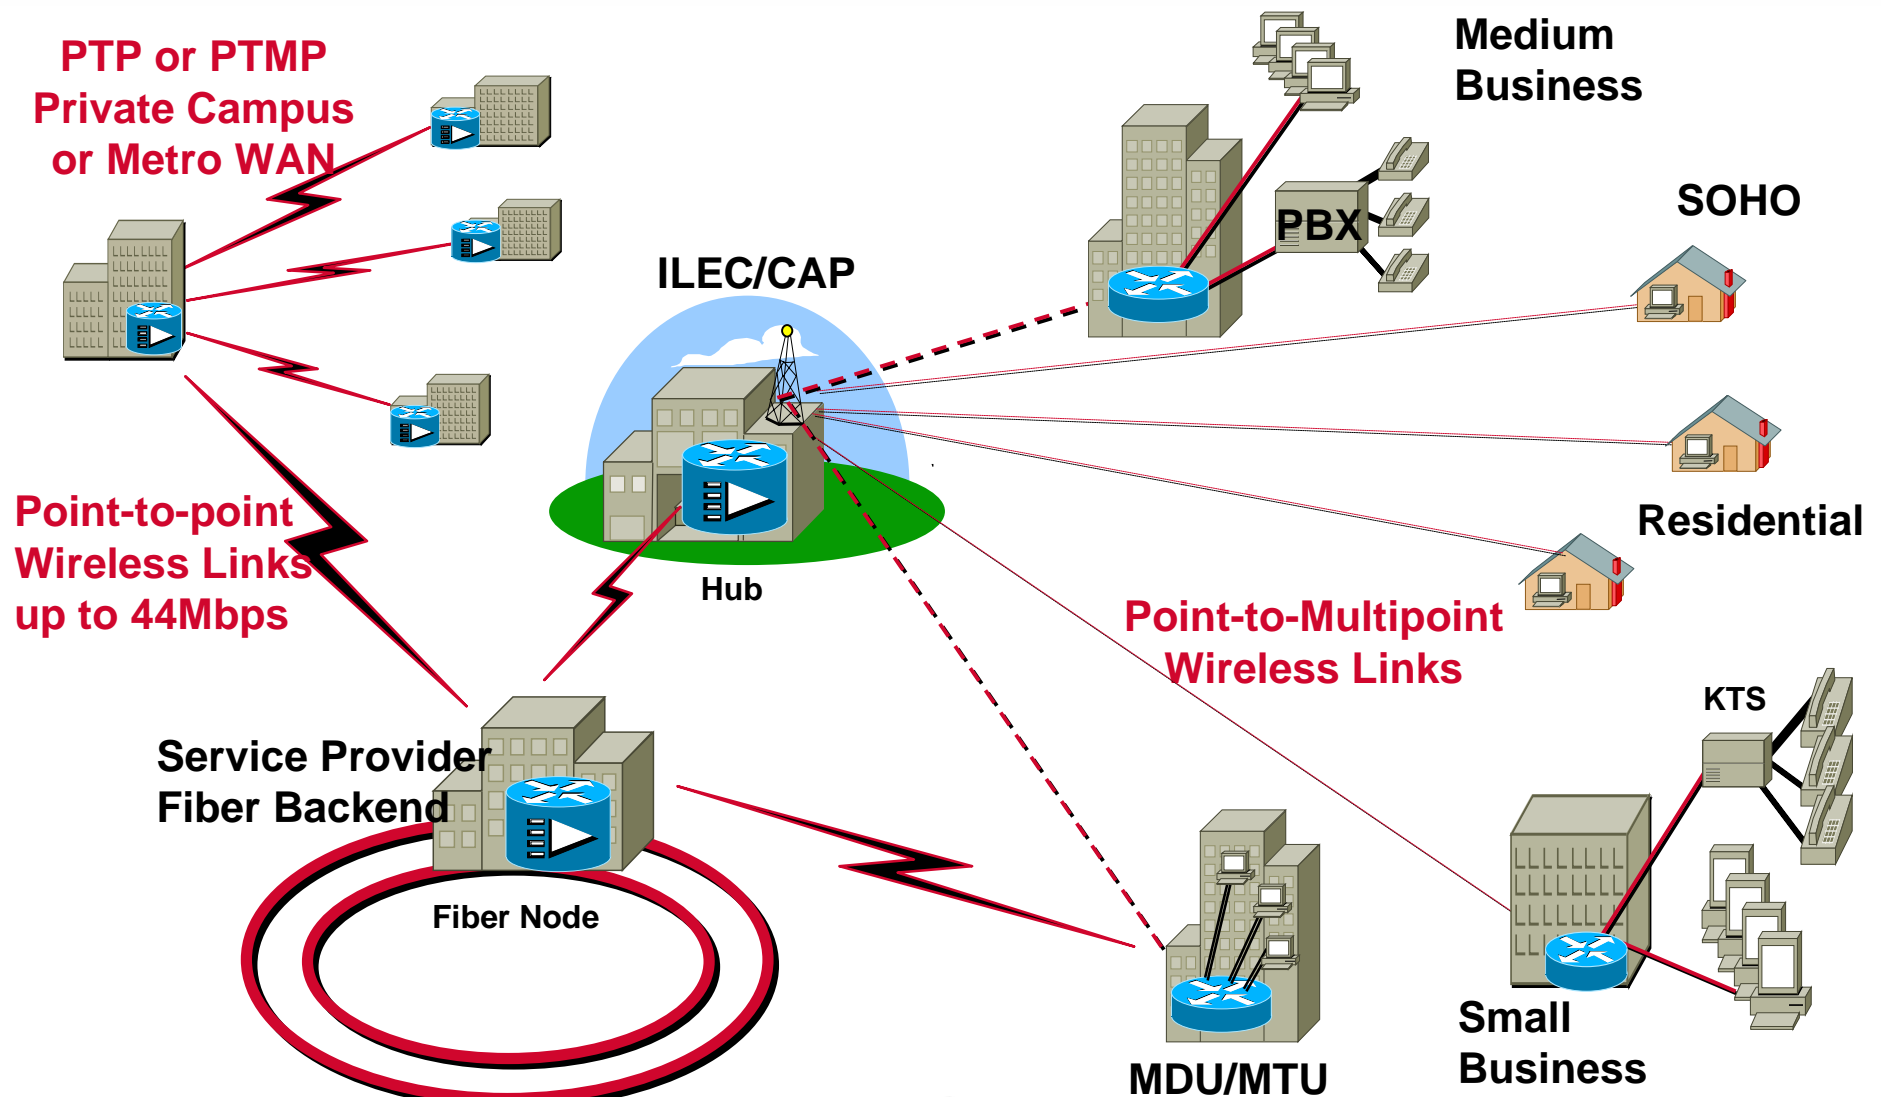 PTP or PTMP
Private Campus
or Metro WAN
Medium
Business
PBX
SOHO
ILEC/CAP
Point-to-point
Wireless Links
up to 44Mbps
Hub
Residential
Point-to-Multipoint
Wireless Links
KTS
Service Provider
Fiber Backend
Fiber Node
Small
Business
MDU/MTU